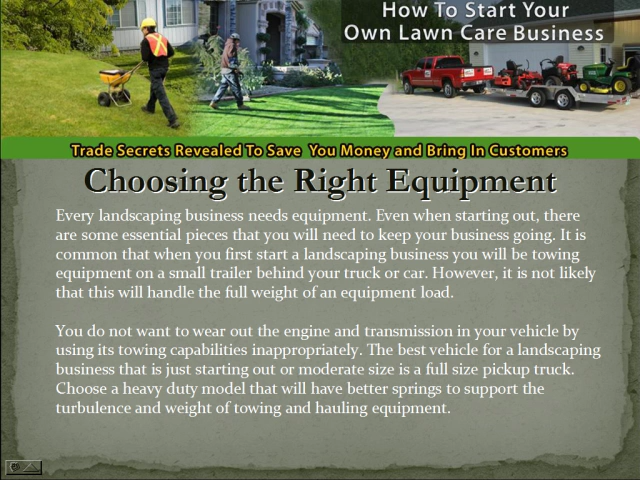 How To Start Your
Own Lawn Care Business
Trade Secrets Revealed To Save You Money and Bring In Customers
Choosing the Right Equipment
Every landscaping business needs equipment. Even when starting out, there
are some essential pieces that you will need to keep your business going. It is
common that when you first start a landscaping business you will be towing
equipment on a small trailer behind your truck or car. However, it is not likely
that this will handle the full weight of an equipment load.
You do not want to wear out the engine and transmission in your vehicle by
using its towing capabilities inappropriately. The best vehicle for a landscaping
business that is just starting out or moderate size is a full size pickup truck.
Choose a heavy duty model that will have better springs to support the
turbulence and weight of towing and hauling equipment.